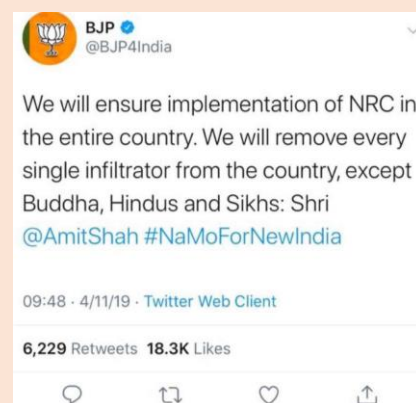 BJP
@BJP4India
We will ensure implementation of NRC in
the entire country. We will remove every
single infiltrator from the country, except
Buddha, Hindus and Sikhs: Shri
@AmitShah #NaMoForNewIndia
09:48 · 4/11/19 · Twitter Web Client
6,229 Retweets 18.3K Likes